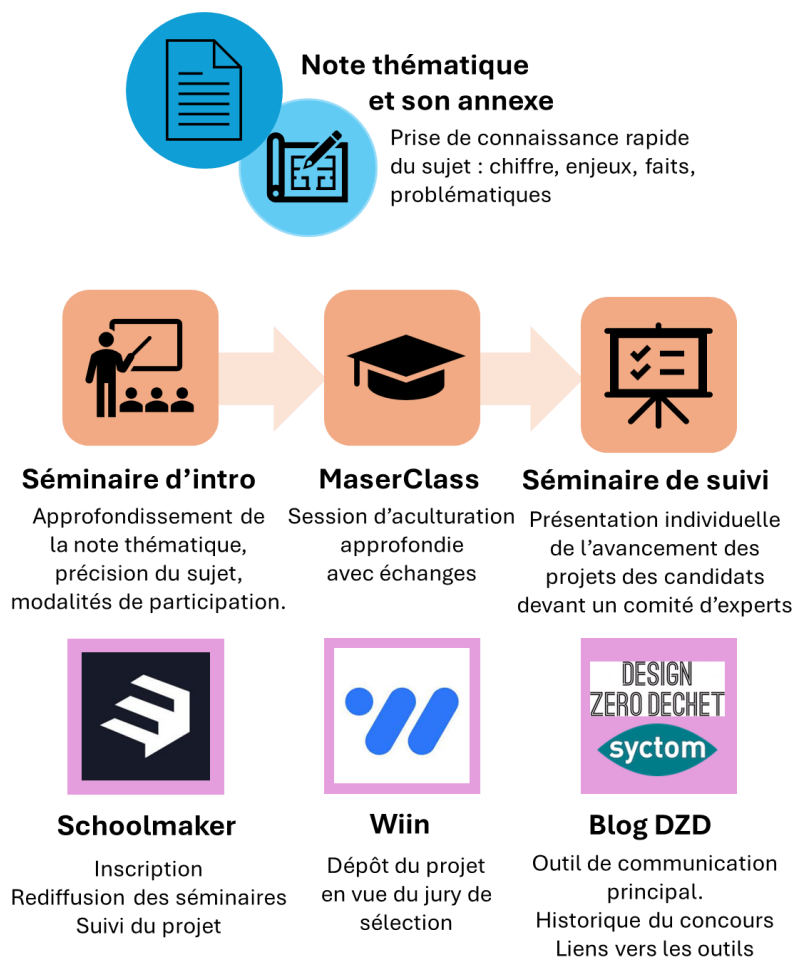 Note thématique
et son annexe
Prise de connaissance rapide
du sujet : chiffre, enjeux, faits,
problématiques
Séminaire d'intro
Approfondissement de
la note thématique,
précision du sujet,
modalités de participation.
MaserClass
Session d'aculturation
approfondie
avec échanges
Séminaire de suivi
Présentation individuelle
de l'avancement des
projets des candidats
devant un comité d'experts
Schoolmaker
Inscription
Rediffusion des séminaires
Suivi du projet
Wiin
Dépôt du projet
en vue du jury de
sélection
DESIGN
ZERO DECHET
syctom
Blog DZD
Outil de communication
principal.
Historique du concours
Liens vers les outils